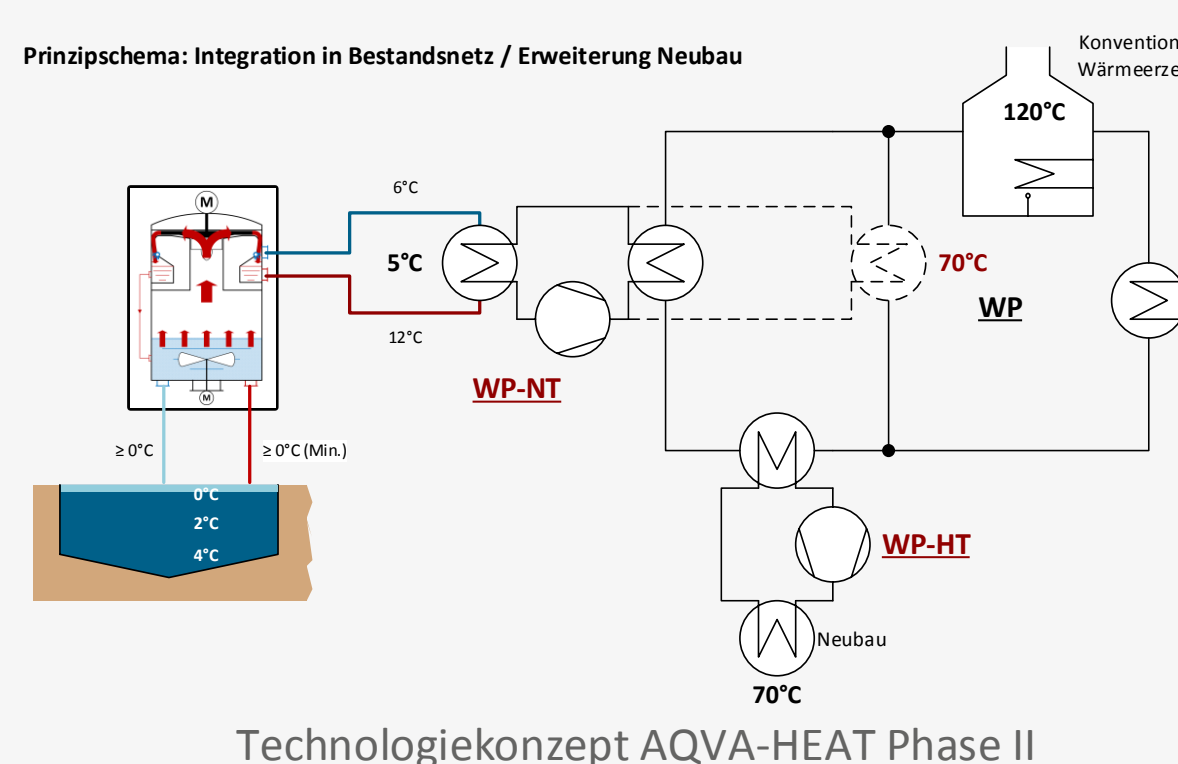 Prinzipschema: Integration in Bestandsnetz / Erweiterung Neubau
Konvention
Wärmeerze
120°C
M
6°C
5°C
70°C
WP
12°C
WP-NT
M
≥ 0°C
≥ 0°C (Min.)
0°C
2°C
4°C
WP-HT
Neubau
70°C
Technologiekonzept AQVA-HEAT Phase II